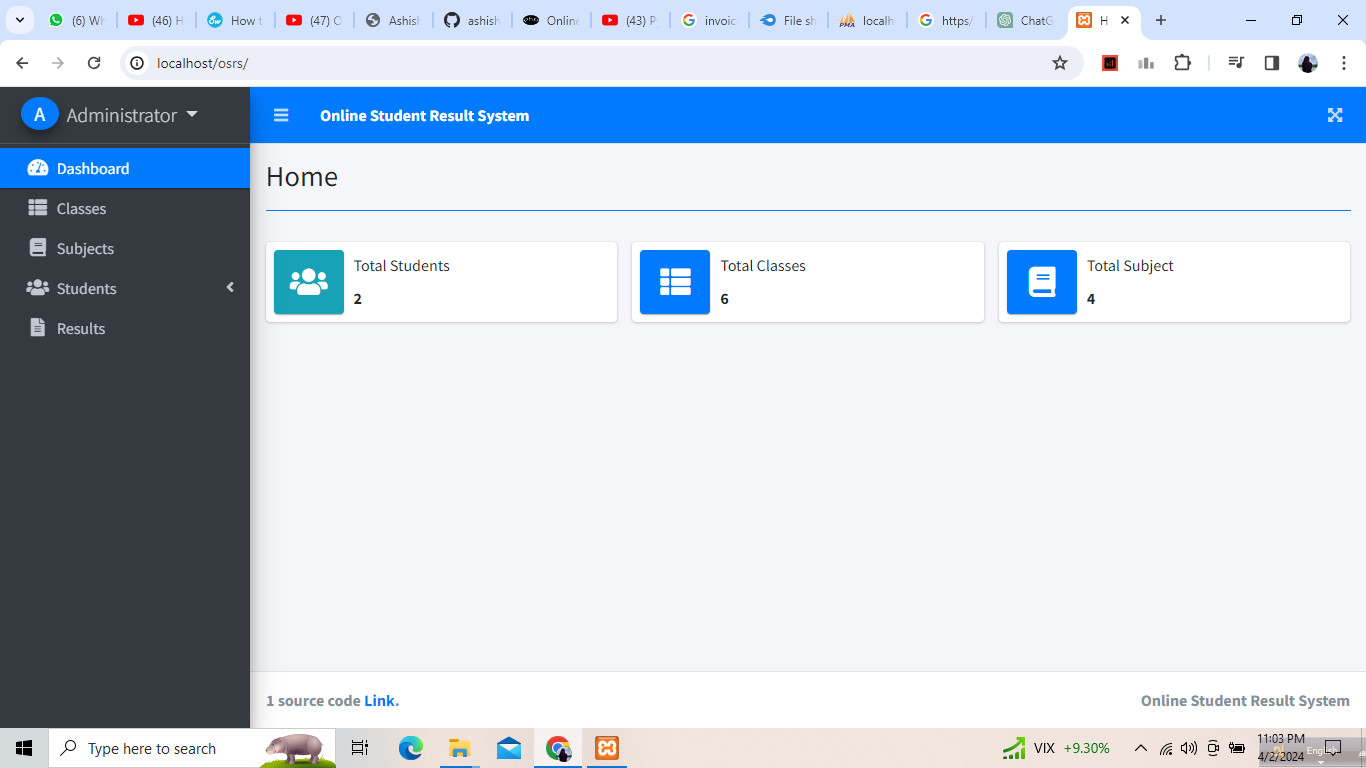 (6) Wh
(46) H
How t
(47) C
Ashish
ashish
Online
(43) P
invoic
File sh
localh
https:/
ChatG
H
localhost/osrs/
A Administrator
Online Student Result System
Dashboard
Classes
Subjects
Students
Results
Home
Total Students
2
Total Classes
6
Total Subject
4
1 source code Link.
Online Student Result System
Type here to search
VIX +9.30%
11:03 PM
4/2/2024
English